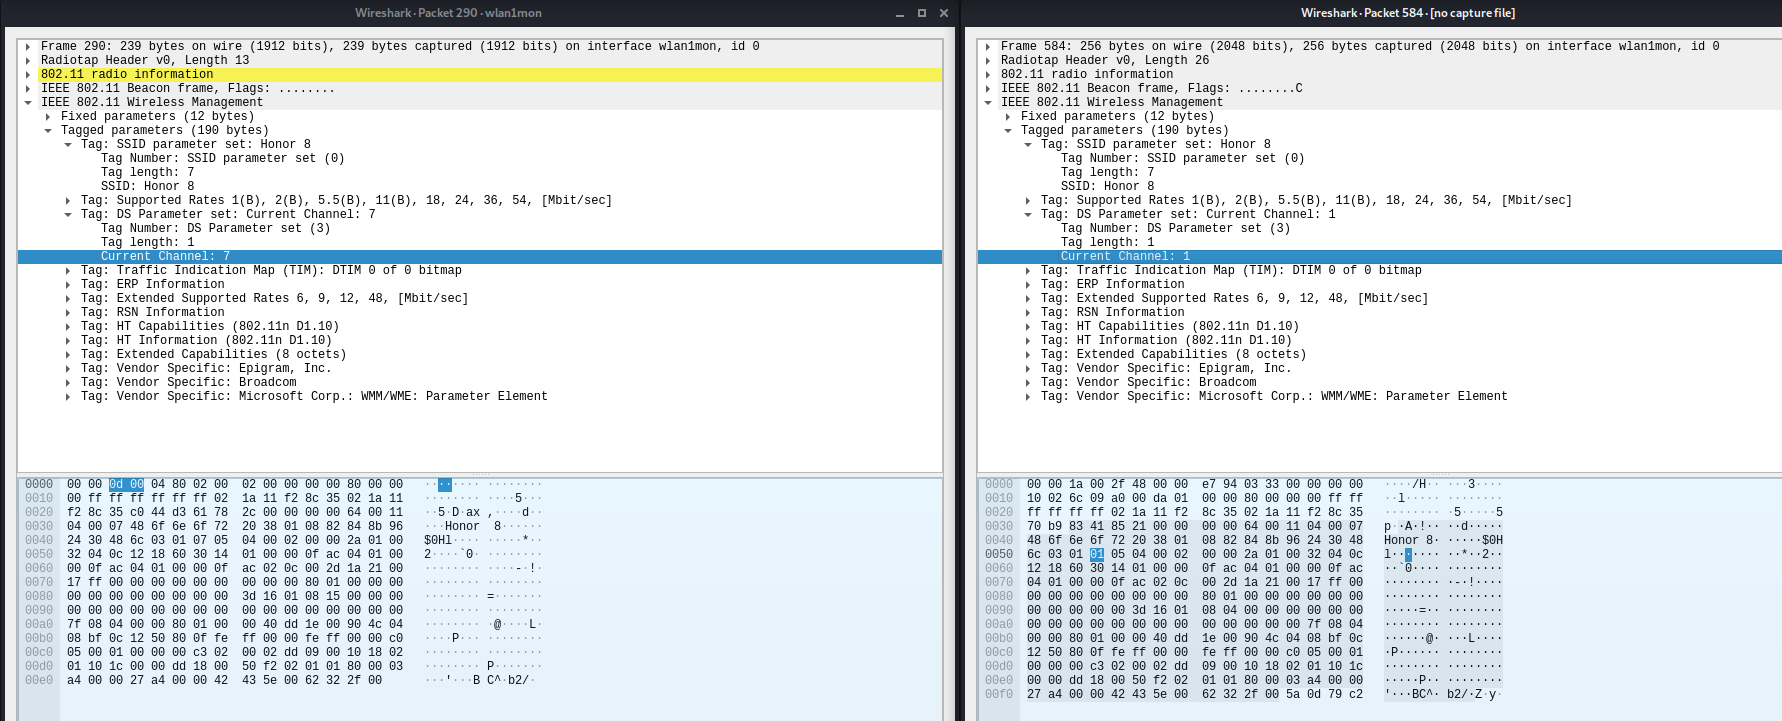 Wireshark · Packet 290 · wlan1mon
Frame 290: 239 bytes on wire (1912 bits), 239 bytes captured (1912 bits) on interface wlan1mon, id 0
Radiotap Header v0, Length 13
802.11 radio information
IEEE 802.11 Beacon frame, Flags: ........
IEEE 802.11 Wireless Management
Fixed parameters (12 bytes)
Tagged parameters (190 bytes)
Tag: SSID parameter set: Honor 8
Tag Number: SSID parameter set (0)
Tag length: 7
SSID: Honor 8
Tag: Supported Rates 1(B), 2(B), 5.5(B), 11(B), 18, 24, 36, 54, [Mbit/sec]
Tag: DS Parameter set: Current Channel: 7
Tag Number: DS Parameter set (3)
Tag length: 1
Current Channel: 7
Tag: Traffic Indication Map (TIM): DTIM 0 of 0 bitmap
Tag: ERP Information
Tag: Extended Supported Rates 6, 9, 12, 48, [Mbit/sec]
Tag: RSN Information
Tag: HT Capabilities (802.11n D1.10)
Tag: HT Information (802.11n D1.10)
Tag: Extended Capabilities (8 octets)
Tag: Vendor Specific: Epigram, Inc.
Tag: Vendor Specific: Broadcom
Tag: Vendor Specific: Microsoft Corp.: WMM/WME: Parameter Element
0000 00 00 0d 00 04 80 02 00 02 00 00 00 00 80 00 00 ········ ········
0010 00 ff ff ff ff ff ff 02 1a 11 f2 8c 35 02 1a 11 ········ ····5···
0020 f2 8c 35 c0 44 d3 61 78 2c 00 00 00 00 64 00 11 ··5·D·ax ,····d··
0030 04 00 07 48 6f 6e 6f 72 20 38 01 08 82 84 8b 96 ···Honor  8······
0040 24 30 48 6c 03 01 07 05 04 00 02 00 00 2a 01 00 $0Hl···· ·····*··
0050 32 04 0c 12 18 60 30 14 01 00 00 0f ac 04 01 00 2····`0· ········
0060 00 0f ac 04 01 00 00 0f ac 02 0c 00 2d 1a 21 00 ········ ····-·!·
0070 17 ff 00 00 00 00 00 00 00 00 00 00 80 01 00 00 ········ ········
0080 00 00 00 00 00 00 00 00 3d 16 01 08 15 00 00 00 ········ =·······
0090 00 00 00 00 00 00 00 00 00 00 00 00 00 00 00 00 ········ ········
00a0 7f 08 04 00 00 80 01 00 00 40 dd 1e 00 90 4c 04 ········ ·@····L·
00b0 08 bf 0c 12 50 80 0f fe ff 00 00 fe ff 00 00 c0 ····P··· ········
00c0 05 00 01 00 00 00 c3 02 00 02 dd 09 00 10 18 02 ········ ········
00d0 01 10 1c 00 00 dd 18 00 50 f2 02 01 01 80 00 03 ········ P·······
00e0 a4 00 00 27 a4 00 00 42 43 5e 00 62 32 2f 00 ···'···B C^·b2/·
Wireshark · Packet 584 · [no capture file]
Frame 584: 256 bytes on wire (2048 bits), 256 bytes captured (2048 bits) on interface wlan1mon, id 0
Radiotap Header v0, Length 26
802.11 radio information
IEEE 802.11 Beacon frame, Flags: ........C
IEEE 802.11 Wireless Management
Fixed parameters (12 bytes)
Tagged parameters (190 bytes)
Tag: SSID parameter set: Honor 8
Tag Number: SSID parameter set (0)
Tag length: 7
SSID: Honor 8
Tag: Supported Rates 1(B), 2(B), 5.5(B), 11(B), 18, 24, 36, 54, [Mbit/sec]
Tag: DS Parameter set: Current Channel: 1
Tag Number: DS Parameter set (3)
Tag length: 1
Current Channel: 1
Tag: Traffic Indication Map (TIM): DTIM 0 of 0 bitmap
Tag: ERP Information
Tag: Extended Supported Rates 6, 9, 12, 48, [Mbit/sec]
Tag: RSN Information
Tag: HT Capabilities (802.11n D1.10)
Tag: HT Information (802.11n D1.10)
Tag: Extended Capabilities (8 octets)
Tag: Vendor Specific: Epigram, Inc.
Tag: Vendor Specific: Broadcom
Tag: Vendor Specific: Microsoft Corp.: WMM/WME: Parameter Element
0000 00 00 1a 00 2f 48 00 00 e7 94 03 33 00 00 00 00 ····/H·· ···3····
0010 10 02 6c 09 a0 00 da 01 00 00 80 00 00 00 ff ff ··l····· ········
0020 ff ff ff ff 02 1a 11 f2 8c 35 02 1a 11 f2 8c 35 ········ ·5·····5
0030 70 b9 83 41 85 21 00 00 00 00 64 00 11 04 00 07 p··A·!·· ··d·····
0040 48 6f 6e 6f 72 20 38 01 08 82 84 8b 96 24 30 48 Honor 8· ·····$0H
0050 6c 03 01 01 05 04 00 02 00 00 2a 01 00 32 04 0c l······· ··*··2··
0060 12 18 60 30 14 01 00 00 0f ac 04 01 00 00 0f ac ··`0···· ········
0070 04 01 00 00 0f ac 02 0c 00 2d 1a 21 00 17 ff 00 ········ ·-·!····
0080 00 00 00 00 00 00 00 00 80 01 00 00 00 00 00 00 ········ ········
0090 00 00 00 00 00 3d 16 01 08 04 00 00 00 00 00 00 ·····=·· ········
00a0 00 00 00 00 00 00 00 00 00 00 00 00 00 7f 08 04 ········ ········
00b0 00 00 80 01 00 00 40 dd 1e 00 90 4c 04 08 bf 0c ······@· ···L····
00c0 12 50 80 0f fe ff 00 00 fe ff 00 00 c0 05 00 01 ·P······ ········
00d0 00 00 00 c3 02 00 02 dd 09 00 10 18 02 01 10 1c ········ ········
00e0 00 00 dd 18 00 50 f2 02 01 01 80 00 03 a4 00 00 ·····P·· ········
00f0 27 a4 00 00 42 43 5e 00 62 32 2f 00 5a 0d 79 c2 '···BC^· b2/·Z·y·